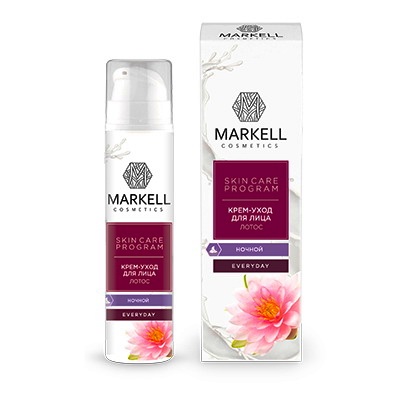 MARKELL
COSMETICS
SKIN CARE
PROGRAM
КРЕМ-УХОД
ДЛЯ ЛИЦА
ЛОТОС
НОЧНОЙ
EVERYDAY
MARKELL
COSMETICS
SKIN CARE
PROGRAM
КРЕМ-УХОД
ДЛЯ ЛИЦА
ЛОТОС
НОЧНОЙ
EVERYDAY